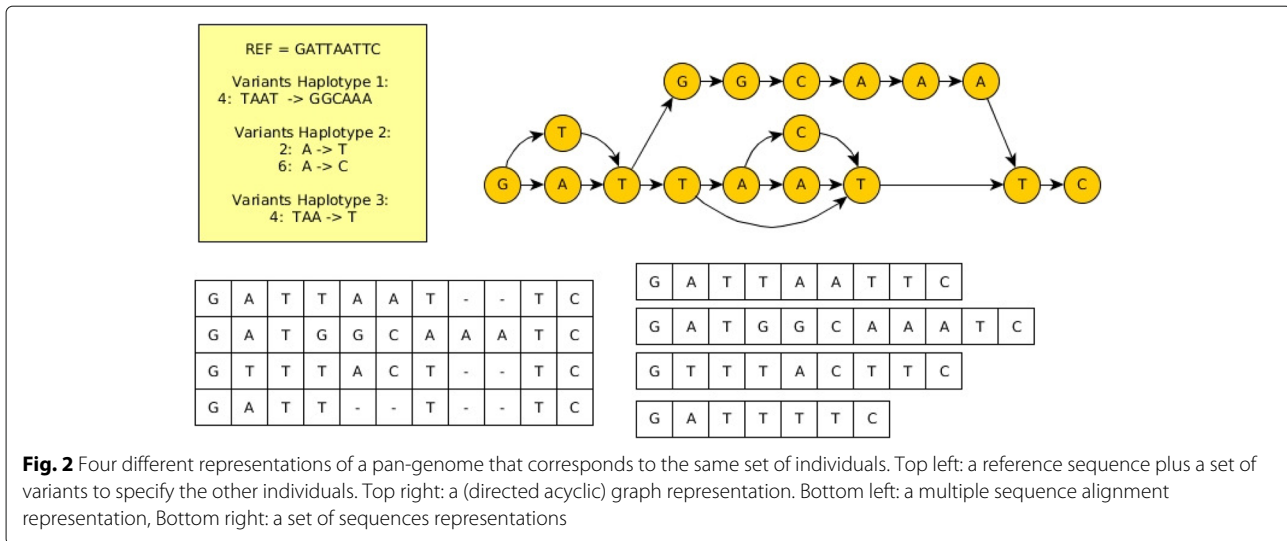 REF = GATTAATTC
Variants Haplotype 1:
4: TAAT -> GGCAAA
Variants Haplotype 2:
2: A -> T
6: A -> C
Variants Haplotype 3:
4: TAA -> T
G G C A A A
T C
G A T T A A T T C
G A T T A A T - - T C
G A T G G C A A A T C
G T T T A C T - - T C
G A T T - - T - - T C
G A T T A A T T C
G A T G G C A A A T C
G T T T A C T T C
G A T T T T C
Fig. 2 Four different representations of a pan-genome that corresponds to the same set of individuals. Top left: a reference sequence plus a set of
variants to specify the other individuals. Top right: a (directed acyclic) graph representation. Bottom left: a multiple sequence alignment
representation, Bottom right: a set of sequences representations